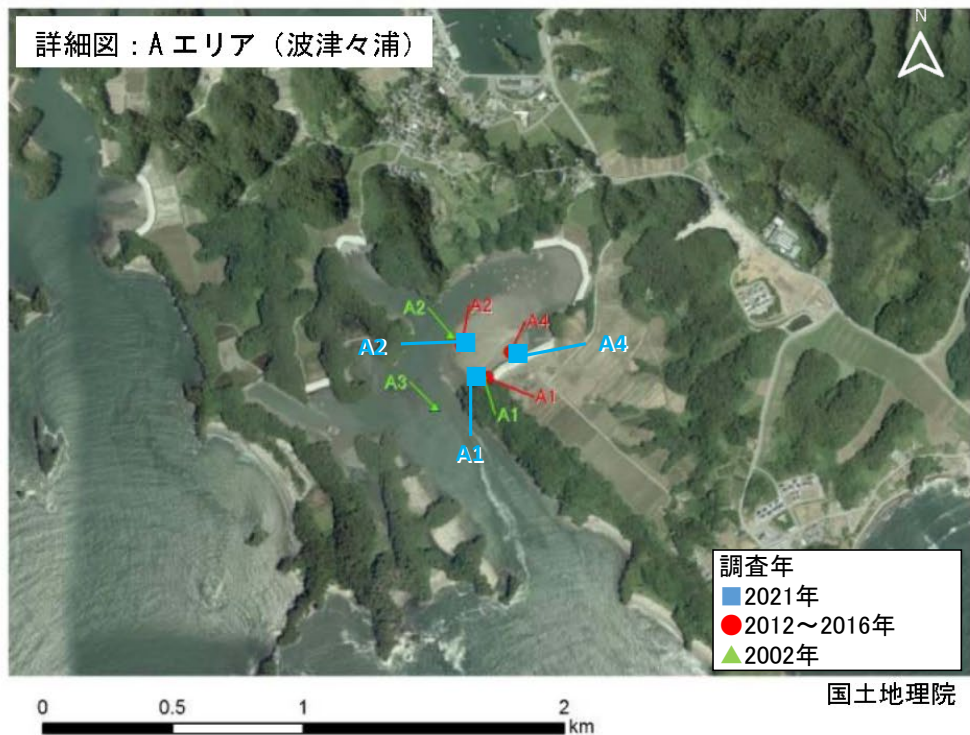 詳細図：A エリア（波津々浦）
N
A2
A2
A4
A2
A4
A3
A1
A1
A1
調査年
2021年
2012～2016年
2002年
国土地理院
0 0.5 1 2
km